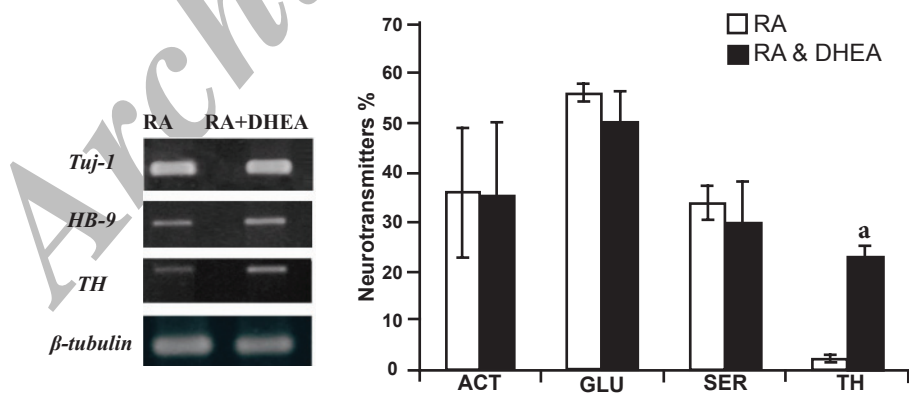 Arch
RA RA+DHEA
Tuj-1
HB-9
TH
β-tubulin
RA
RA & DHEA
Neurotransmitters %
70
60
50
40
30
20
10
0
a
ACT GLU SER TH